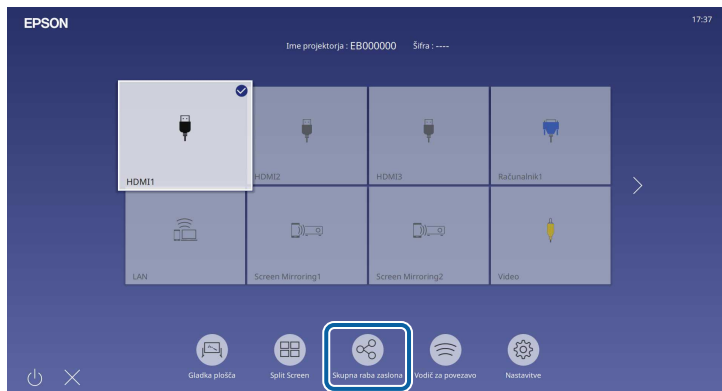 EPSON
17:37
Ime projektorja : EB000000 Šifra : ----
HDMI1
HDMI2
HDMI3
Računalnik1
LAN
Screen Mirroring1
Screen Mirroring2
Video
Gladka plošča
Split Screen
Skupna raba zaslona
Vodič za povezavo
Nastavitve